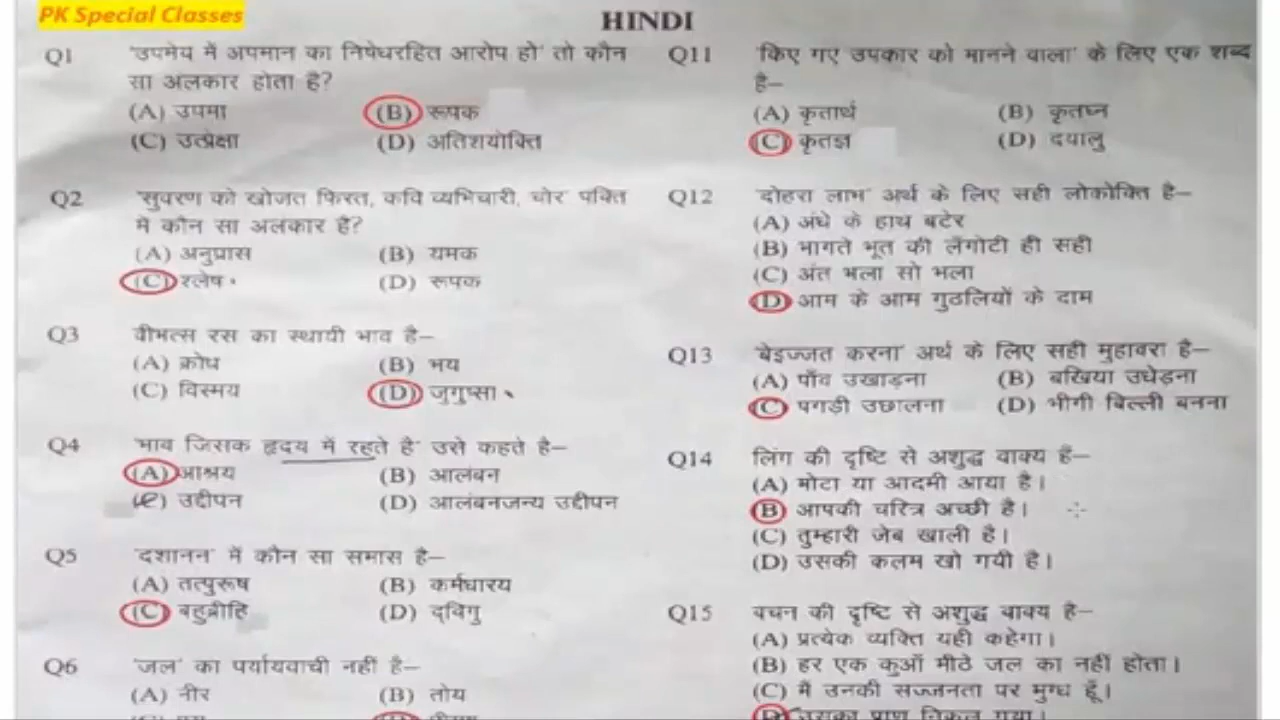 PK Special Classes
HINDI
Q1 'उपमेय में अपमान का निषेधरहित आरोप हो' तो कौन
सा अलंकार होता है?
(A) उपमा (B) रूपक
(C) उत्प्रेक्षा (D) अतिशयोक्ति
Q2 'सुवरण को खोजत फिरत, कवि व्यभिचारी, चोर' पंक्ति
में कौन सा अलंकार है?
(A) अनुप्रास (B) यमक
(C) श्लेष (D) रूपक
Q3 वीभत्स रस का स्थायी भाव है–
(A) क्रोध (B) भय
(C) विस्मय (D) जुगुप्सा
Q4 'भाव जिसक हृदय में रहते है' उसे कहते है–
(A) आश्रय (B) आलंबन
(C) उद्दीपन (D) आलंबनजन्य उद्दीपन
Q5 'दशानन' में कौन सा समास है–
(A) तत्पुरूष (B) कर्मधारय
(C) बहुब्रीहि (D) द्विगु
Q6 'जल' का पर्यायवाची नहीं है–
(A) नीर (B) तोय
Q11 'किए गए उपकार को मानने वाला' के लिए एक शब्द
है–
(A) कृतार्थ (B) कृतघ्न
(C) कृतज्ञ (D) दयालु
Q12 'दोहरा लाभ' अर्थ के लिए सही लोकोक्ति है–
(A) अंधे के हाथ बटेर
(B) भागते भूत की लँगोटी ही सही
(C) अंत भला सो भला
(D) आम के आम गुठलियों के दाम
Q13 'बेइज्जत करना' अर्थ के लिए सही मुहावरा है–
(A) पाँव उखाड़ना (B) बखिया उधेड़ना
(C) पगड़ी उछालना (D) भीगी बिल्ली बनना
Q14 लिंग की दृष्टि से अशुद्ध वाक्य हैं–
(A) मोटा या आदमी आया है।
(B) आपकी चरित्र अच्छी है।
(C) तुम्हारी जेब खाली है।
(D) उसकी कलम खो गयी है।
Q15 वचन की दृष्टि से अशुद्ध वाक्य है–
(A) प्रत्येक व्यक्ति यही कहेगा।
(B) हर एक कुआँ मीठे जल का नहीं होता।
(C) मैं उनकी सज्जनता पर मुग्ध हूँ।
(D) उसका प्राण निकल गया।